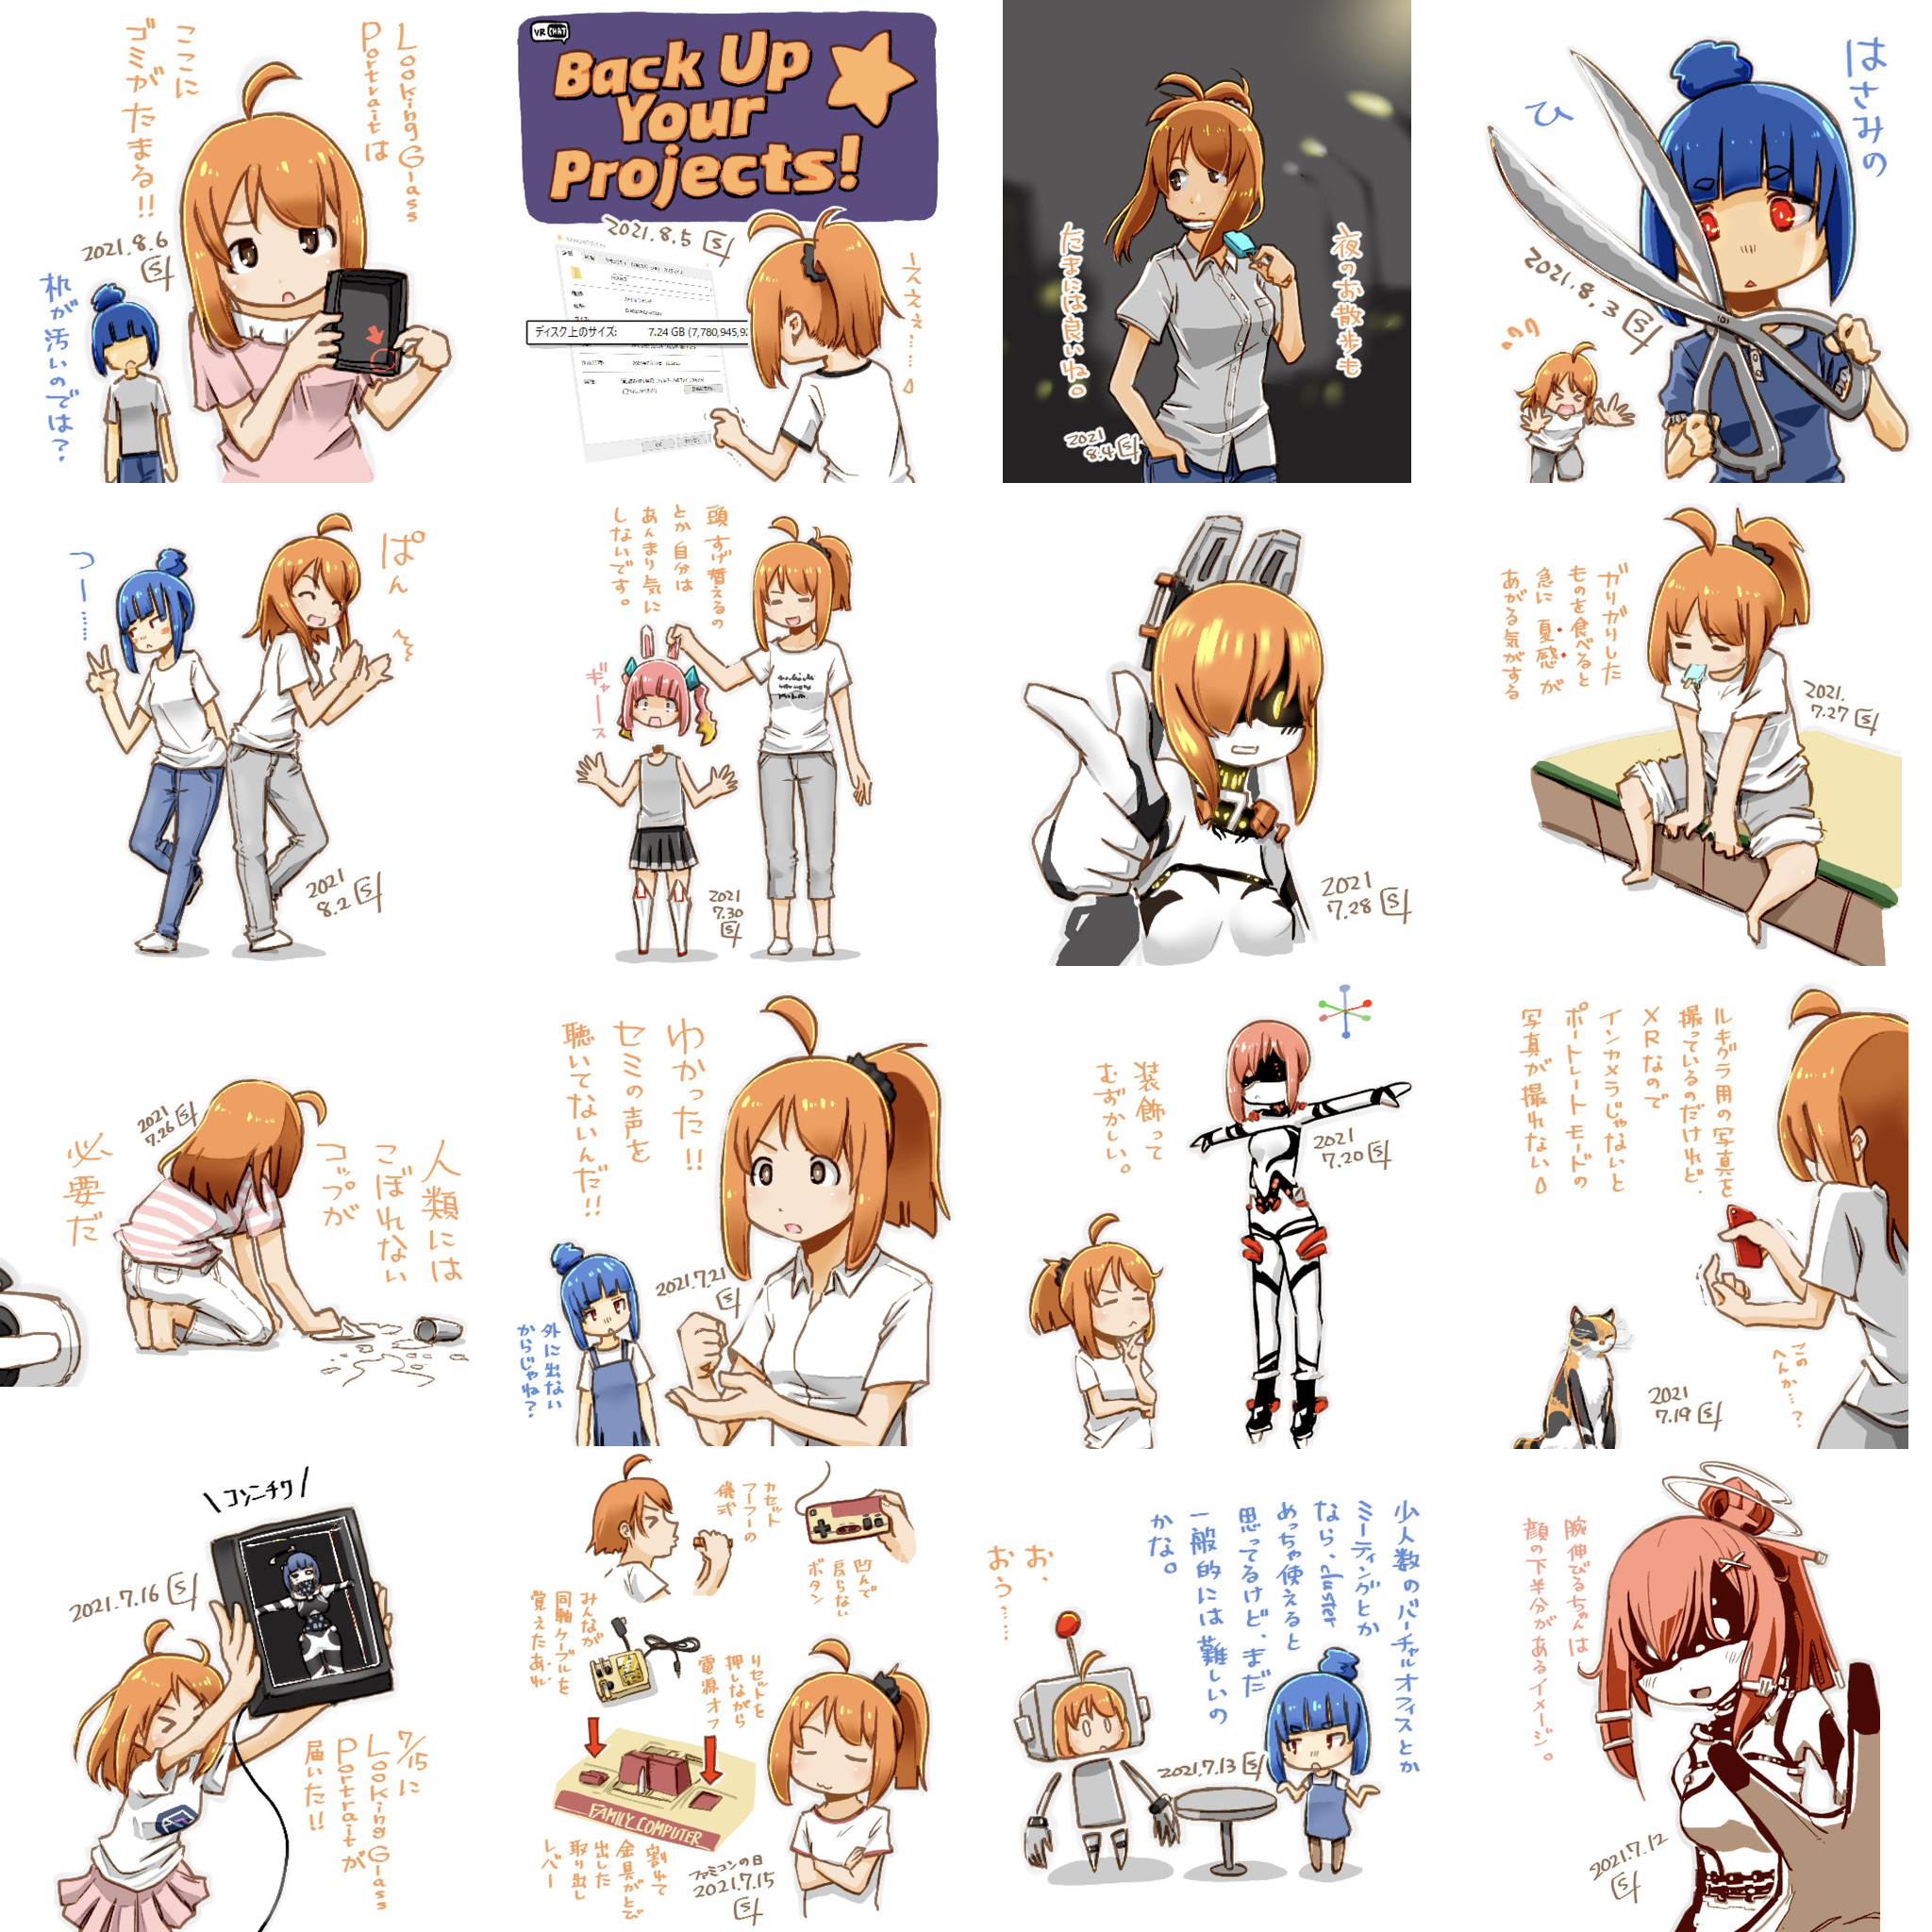 Looking Glass
Portraitは
ここに
ゴミがたまる!!
2021.8.6
机が汚いのでは?
VR CHAT
Back Up
Your
Projects!
2021.8.5
ディスク上のサイズ:
7.24 GB (7,780,945,92
えええ……
夜のお散歩も
たまには良いね。
2021
8.4
はさみの
ひ
2021.8.3
ぱん
つー……
2021
8.2
頭すげ替えるの
とか自分は
あんまり気に
しないです。
ギャース
2021
7.30
7
2021
7.28
ガリガリした
ものを食べると
急に夏感が
あがる気がする
2021.
7.27
人類には
こぼれない
コップが
必要だ
2021
7.26
わかった!!
セミの声を
聴いてないんだ!!
2021.7.21
外に出ない
からじゃね?
装飾って
むずかしい。
2021
7.20
ルキグラ用の写真を
撮っているのだけれど、
XRなので
インカメラじゃないと
ポートレートモードの
写真が撮れない
このへんか…?
2021
7.19
コンニチワ
2021.7.16
7/15に
Looking Glass
Portraitが
届いた!!
カセット
フーフーの
儀式
凹んで
戻らない
ボタン
みんなが
同軸ケーブルを
覚えたあれ
リセットを
押しながら
電源オフ
FAMILY COMPUTER
割れて
金具がとび
出した
取り出し
レバー
ファミコンの日
2021.7.15
少人数のバーチャルオフィスとか
ミーティングとか
なら、cluster
めっちゃ使えると
思ってるけど、まだ
一般的には難しいの
かな。
お、
おう……
2021.7.13
腕伸びるちゃんは
顔の下半分があるイメージ。
2021.7.12